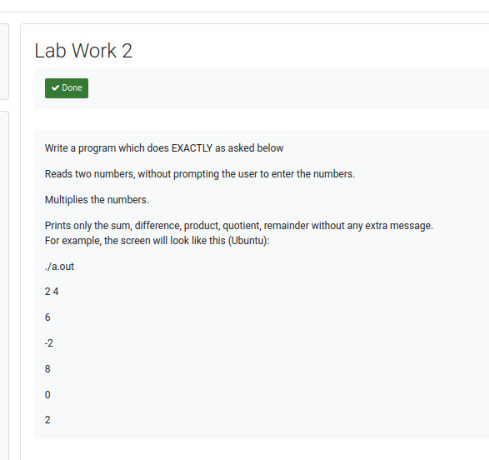 Lab Work 2
Done
Write a program which does EXACTLY as asked below
Reads two numbers, without prompting the user to enter the numbers.
Multiplies the numbers.
Prints only the sum, difference, product, quotient, remainder without any extra message.
For example, the screen will look like this (Ubuntu):
./a.out
2 4
6
-2
8
0
2